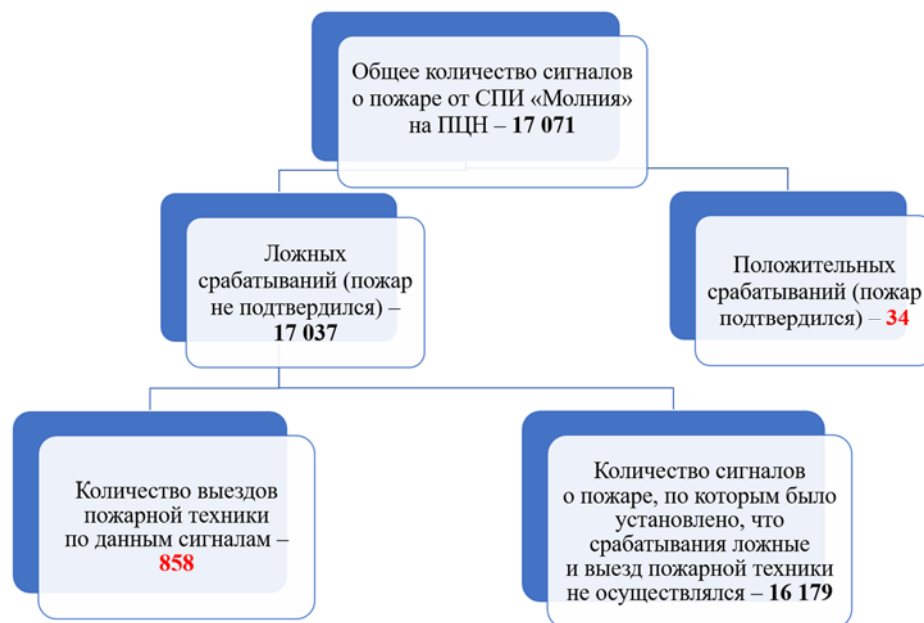 Общее количество сигналов
о пожаре от СПИ «Молния»
на ПЦН – 17 071
Ложных
срабатываний (пожар
не подтвердился) –
17 037
Положительных
срабатываний (пожар
подтвердился) – 34
Количество выездов
пожарной техники
по данным сигналам –
858
Количество сигналов
о пожаре, по которым было
установлено, что
срабатывания ложные
и выезд пожарной техники
не осуществлялся – 16 179